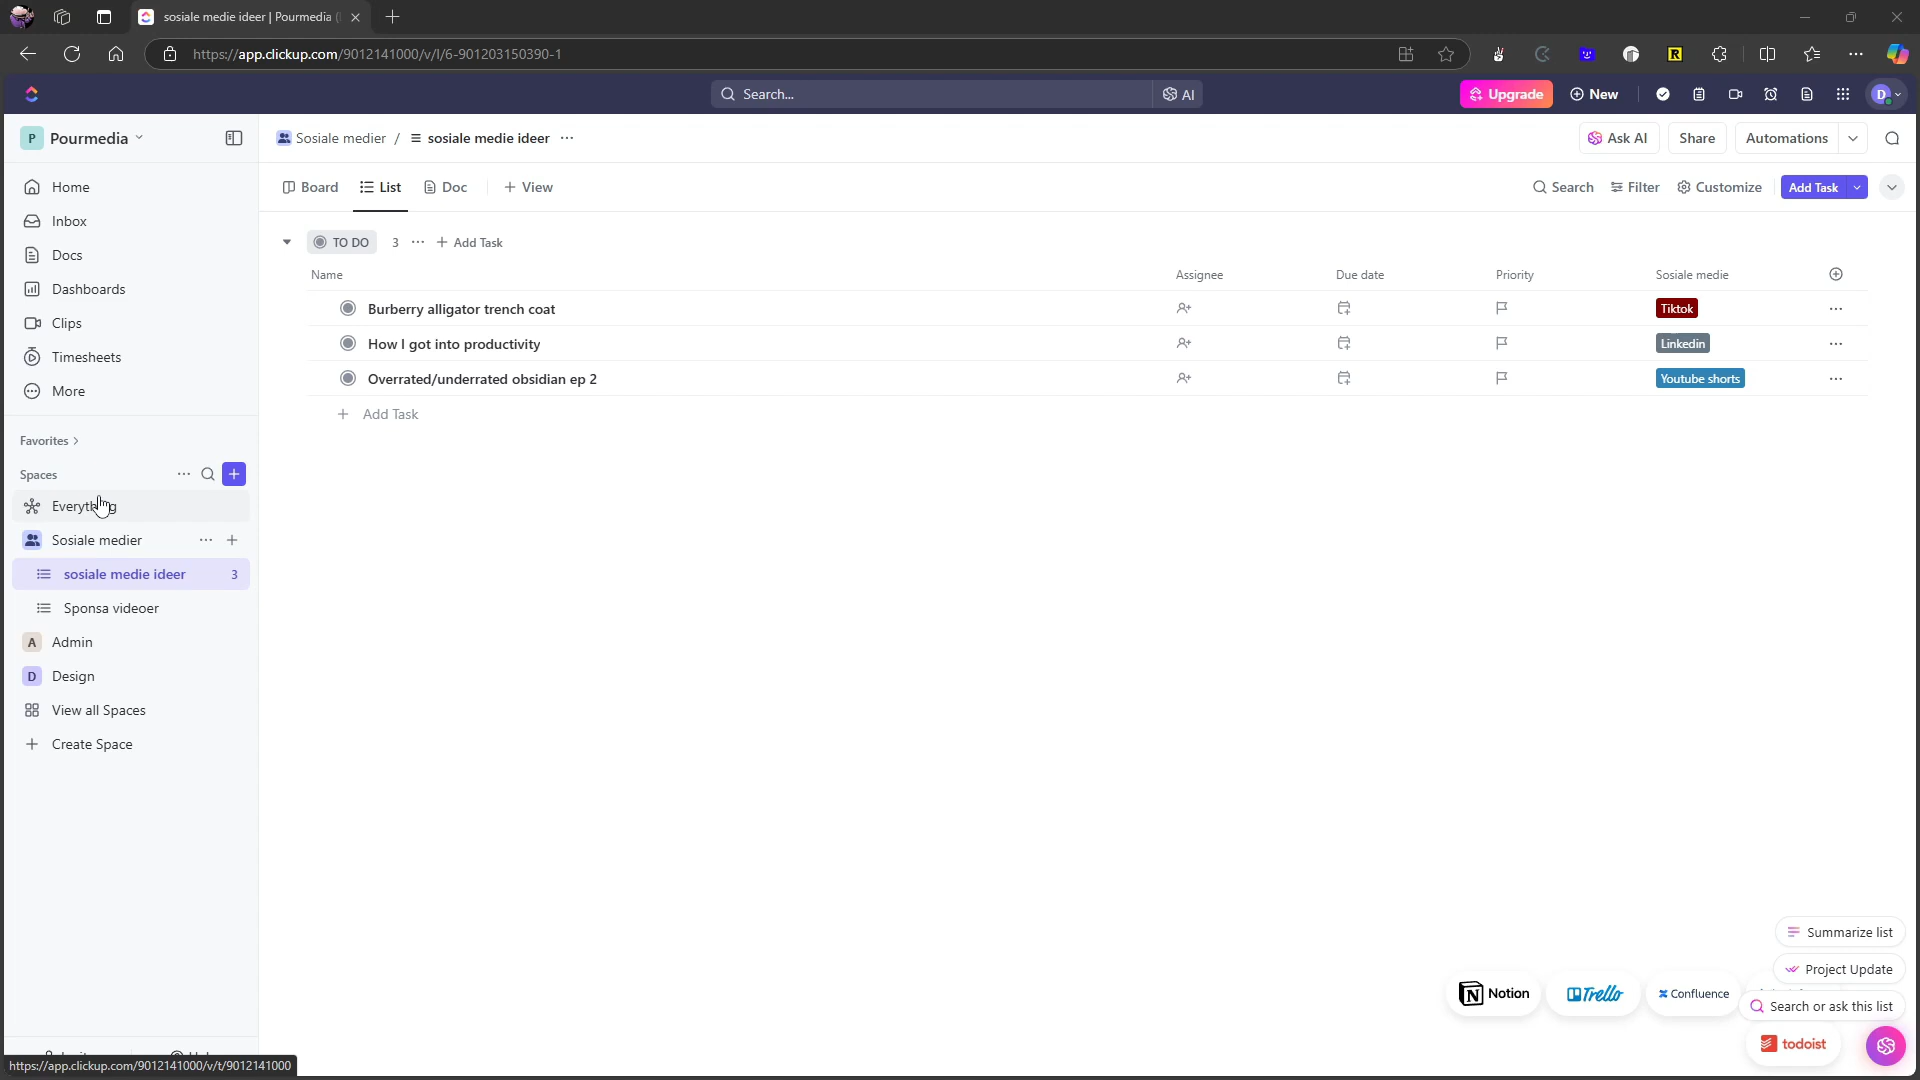 sosiale medie ideer | Pourmedia (
https://app.clickup.com/9012141000/v/l/6-901203150390-1
Search...
AI
Upgrade
New
D
P Pourmedia
Sosiale medier / sosiale medie ideer
Ask AI
Share
Automations
Board
List
Doc
View
Search
Filter
Customize
Add Task
Home
Inbox
Docs
Dashboards
Clips
Timesheets
More
Favorites
Spaces
Everything
Sosiale medier
sosiale medie ideer 3
Sponsa videoer
A Admin
D Design
View all Spaces
Create Space
TO DO 3 Add Task
Name Assignee Due date Priority Sosiale medie
Burberry alligator trench coat Tiktok
How I got into productivity Linkedin
Overrated/underrated obsidian ep 2 Youtube shorts
Add Task
Summarize list
Project Update
Notion
Trello
Confluence
Search or ask this list
todoist
https://app.clickup.com/9012141000/v/t/9012141000